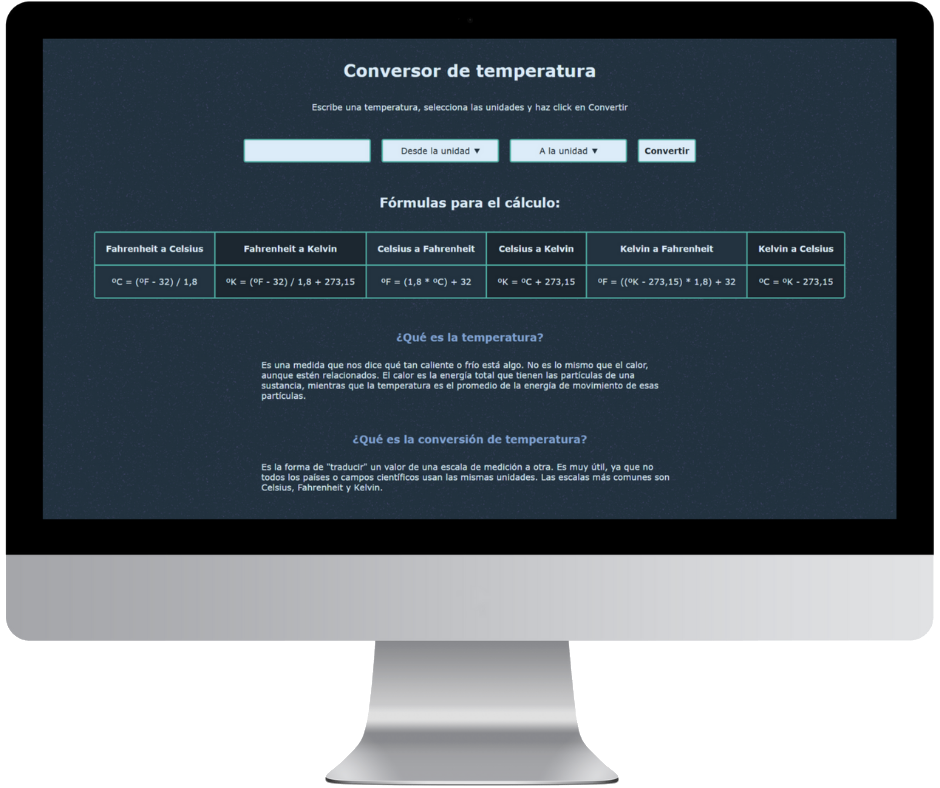 Conversor de temperatura
Escribe una temperatura, selecciona las unidades y haz click en Convertir
Desde la unidad ▼ A la unidad ▼ Convertir
Fórmulas para el cálculo:
Fahrenheit a Celsius Fahrenheit a Kelvin Celsius a Fahrenheit Celsius a Kelvin Kelvin a Fahrenheit Kelvin a Celsius
ºC = (ºF - 32) / 1,8 ºK = (ºF - 32) / 1,8 + 273,15 ºF = (1,8 * ºC) + 32 ºK = ºC + 273,15 ºF = ((ºK - 273,15) * 1,8) + 32 ºC = ºK - 273,15
¿Qué es la temperatura?
Es una medida que nos dice qué tan caliente o frío está algo. No es lo mismo que el calor,
aunque estén relacionados. El calor es la energía total que tienen las partículas de una
sustancia, mientras que la temperatura es el promedio de la energía de movimiento de esas
partículas.
¿Qué es la conversión de temperatura?
Es la forma de "traducir" un valor de una escala de medición a otra. Es muy útil, ya que no
todos los países o campos científicos usan las mismas unidades. Las escalas más comunes son
Celsius, Fahrenheit y Kelvin.